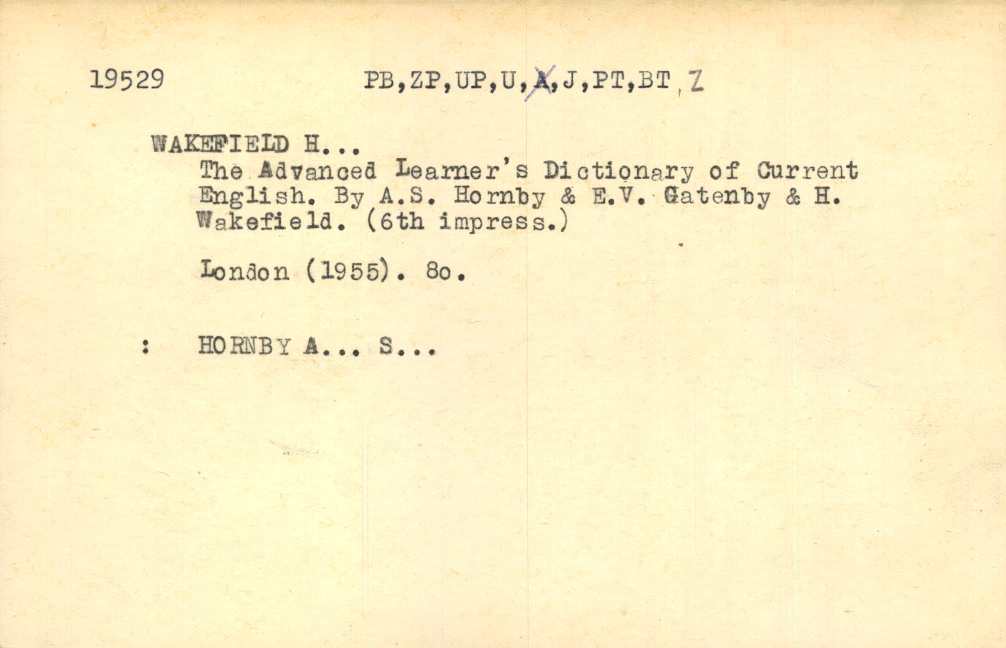 19529 PB,ZP,UP,U,A,J,PT,BT,Z
WAKEFIELD H...
The Advanced Learner's Dictionary of Current
English. By A.S. Hornby & E.V. Gatenby & H.
Wakefield. (6th impress.)
London (1955). 8o.
: HORNBY A... S...